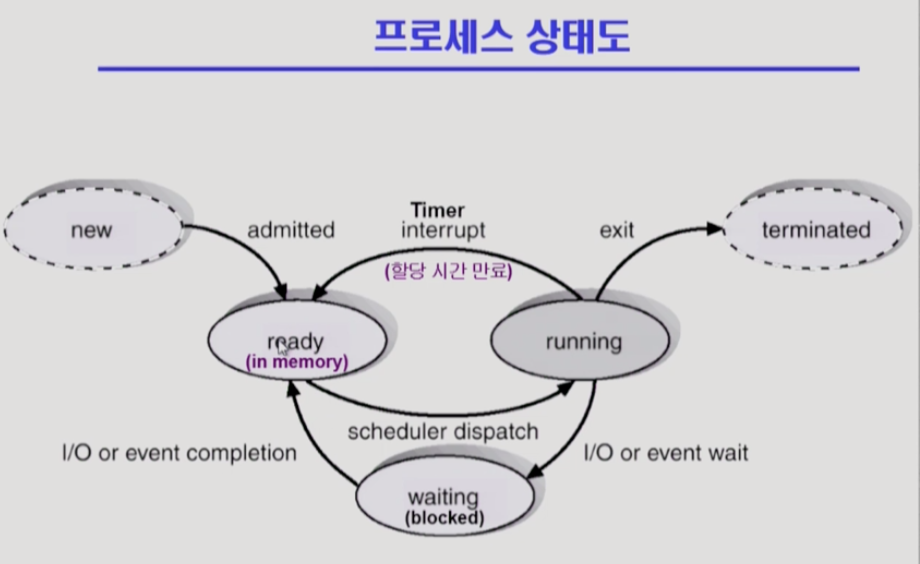 프로세스 상태도
new
admitted
Timer
interrupt
(할당 시간 만료)
exit
terminated
ready
(in memory)
running
scheduler dispatch
I/O or event completion
I/O or event wait
waiting
(blocked)